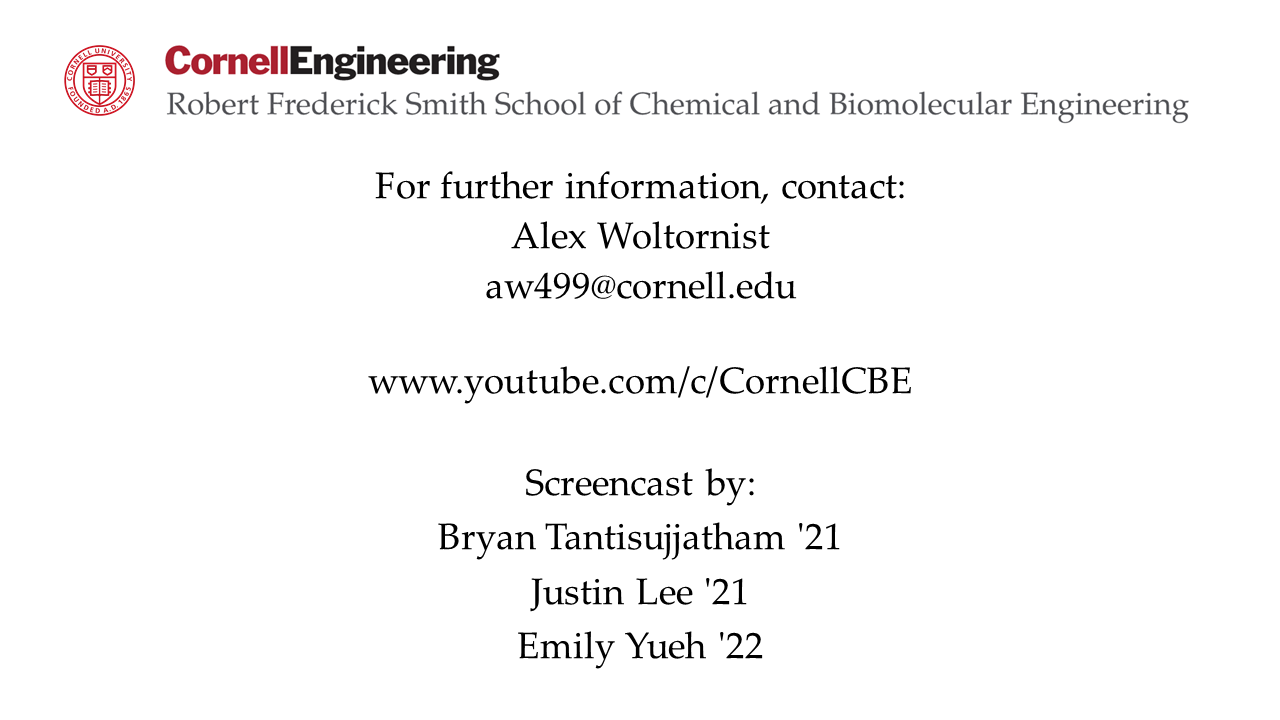 CORNELL UNIVERSITY
FOUNDED A.D. 1865
CornellEngineering
Robert Frederick Smith School of Chemical and Biomolecular Engineering
For further information, contact:
Alex Woltornist
aw499@cornell.edu
www.youtube.com/c/CornellCBE
Screencast by:
Bryan Tantisujjatham '21
Justin Lee '21
Emily Yueh '22